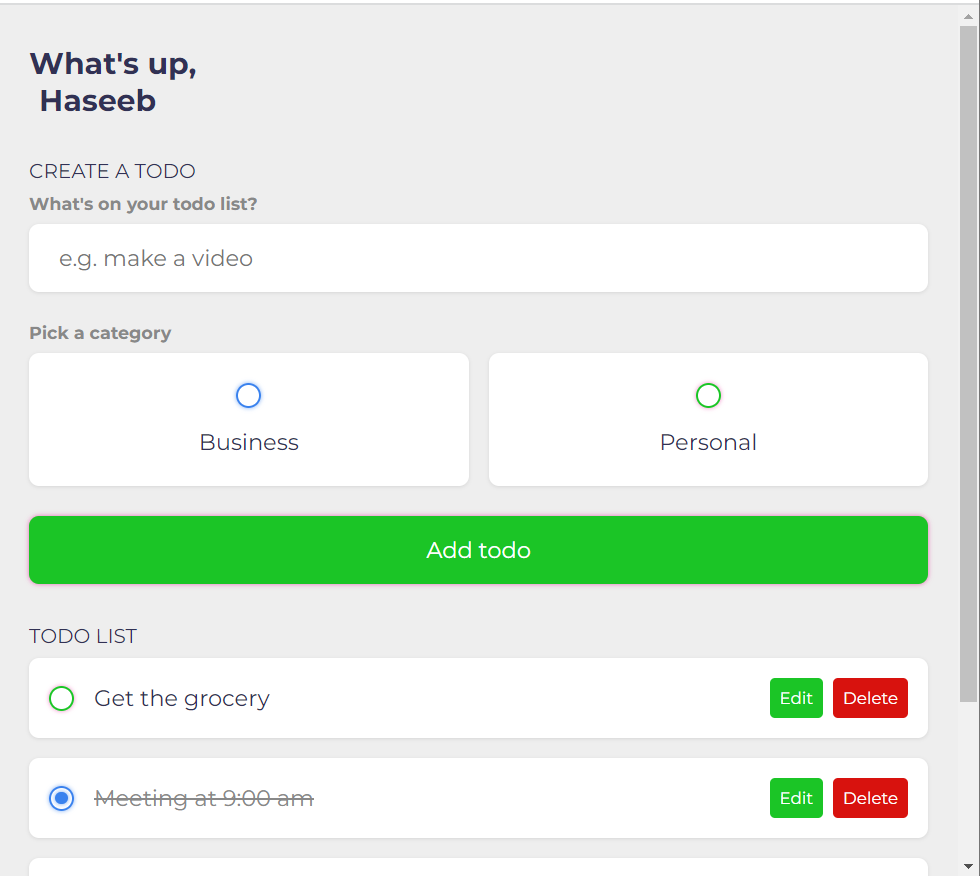 What's up,
Haseeb
CREATE A TODO
What's on your todo list?
e.g. make a video
Pick a category
Business
Personal
Add todo
TODO LIST
Get the grocery
Edit
Delete
Meeting at 9:00 am
Edit
Delete